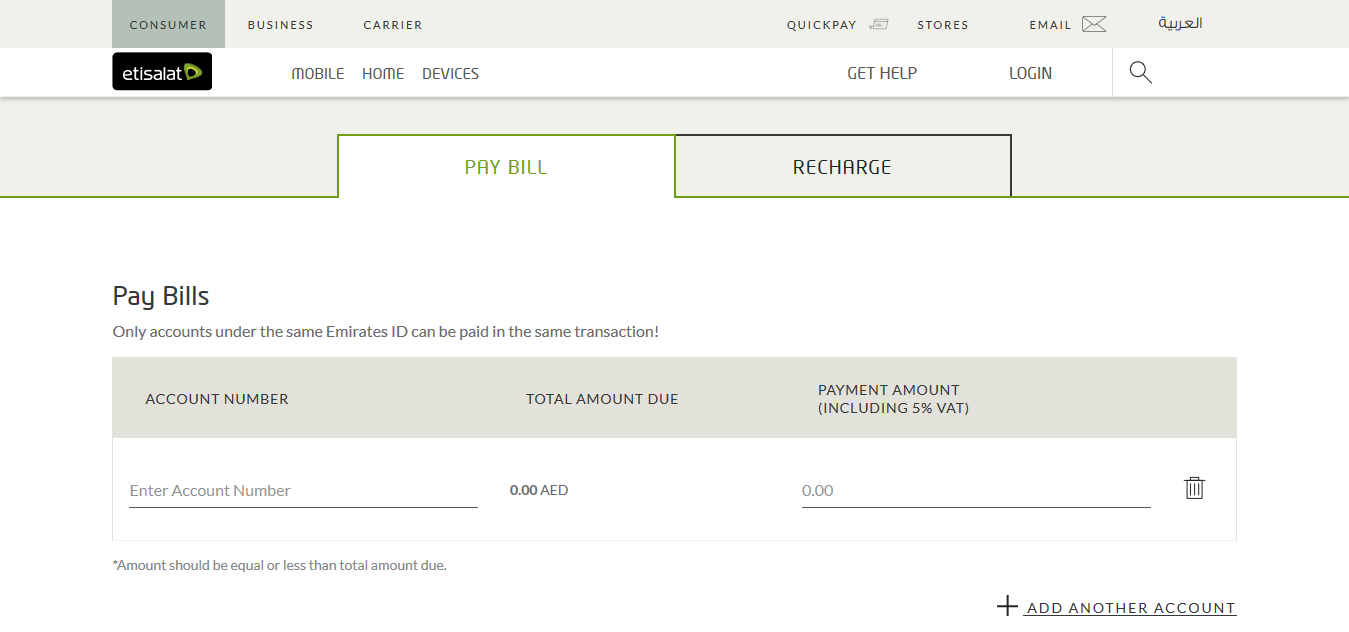 CONSUMER BUSINESS CARRIER QUICKPAY STORES EMAIL العربية
etisalat MOBILE HOME DEVICES GET HELP LOGIN
PAY BILL RECHARGE
Pay Bills
Only accounts under the same Emirates ID can be paid in the same transaction!
ACCOUNT NUMBER TOTAL AMOUNT DUE PAYMENT AMOUNT
(INCLUDING 5% VAT)
Enter Account Number 0.00 AED 0.00
*Amount should be equal or less than total amount due.
ADD ANOTHER ACCOUNT